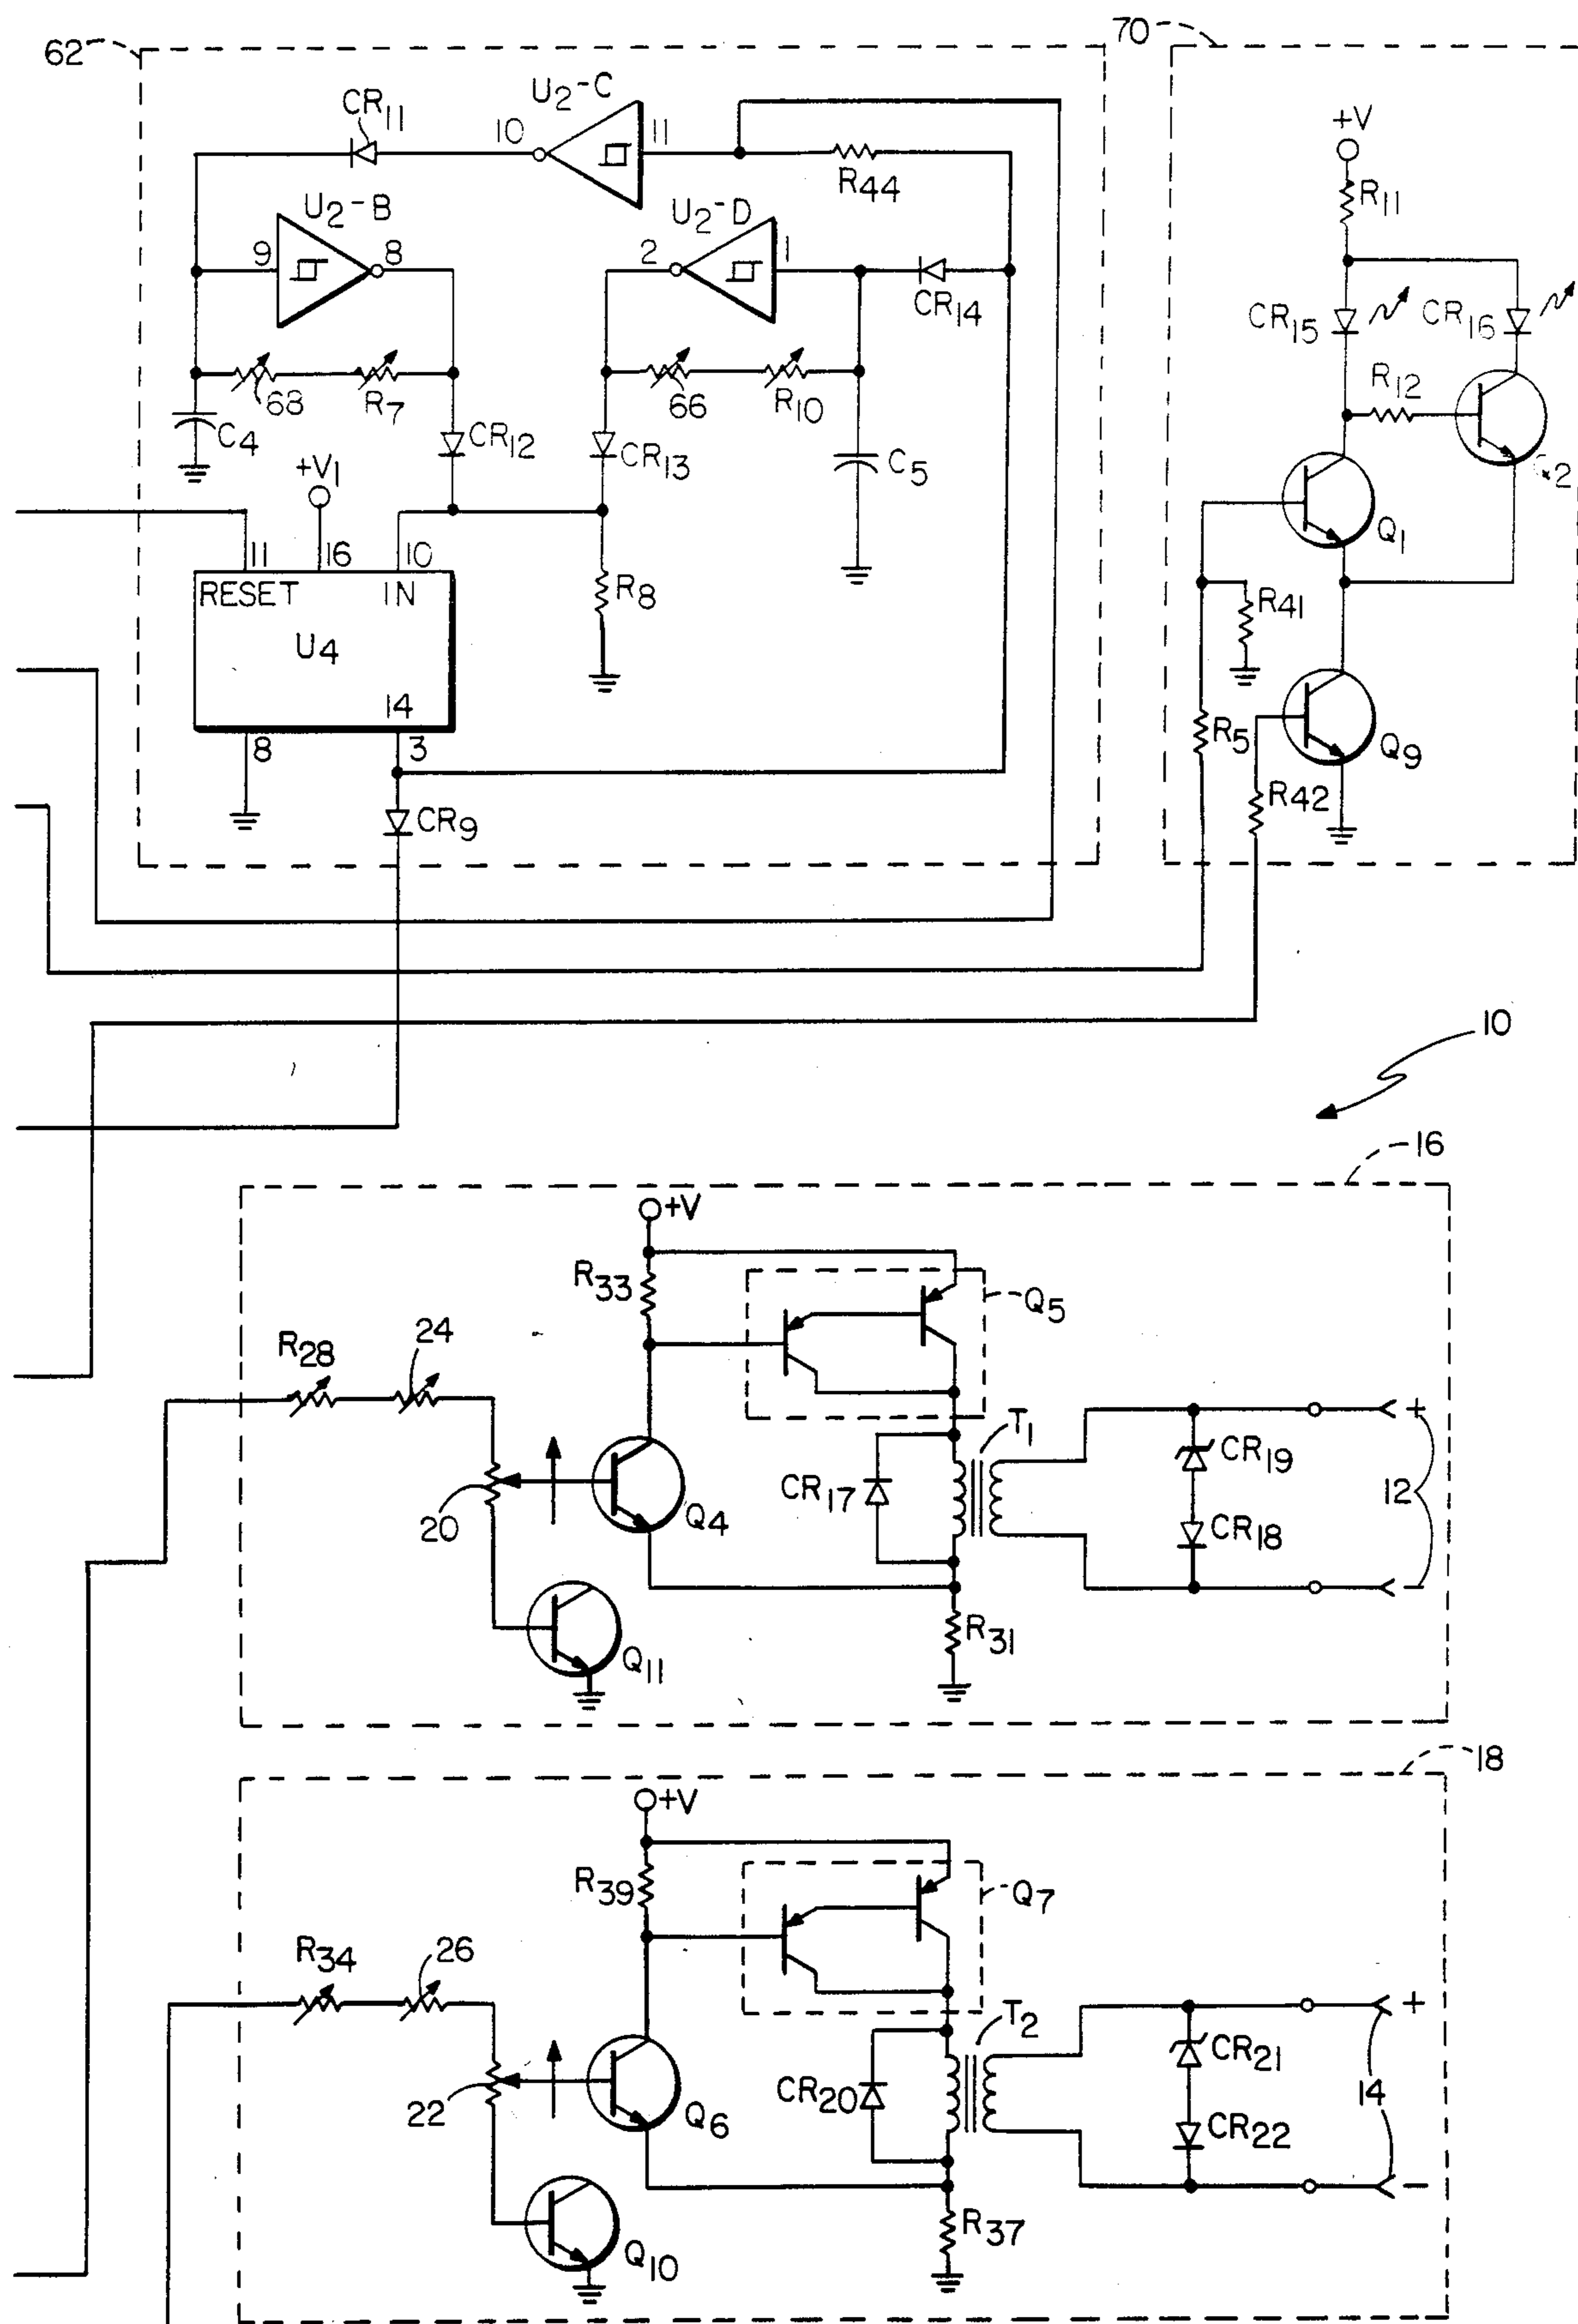 62
70
CR11
U2-C
10
11
R44
+V
R11
U2-B
9
8
U2-D
2
1
CR14
CR15
CR16
68
R7
66
R10
R12
C4
CR12
CR13
C5
Q2
+V1
Q1
11
16
10
RESET
IN
R8
R41
U4
14
8
3
R5
Q9
CR9
R42
10
16
+V
R33
Q5
R28
24
T1
+
CR17
CR19
20
Q4
12
CR18
−
R31
Q11
18
+V
R39
Q7
R34
26
T2
+
CR20
CR21
22
Q6
14
CR22
−
R37
Q10